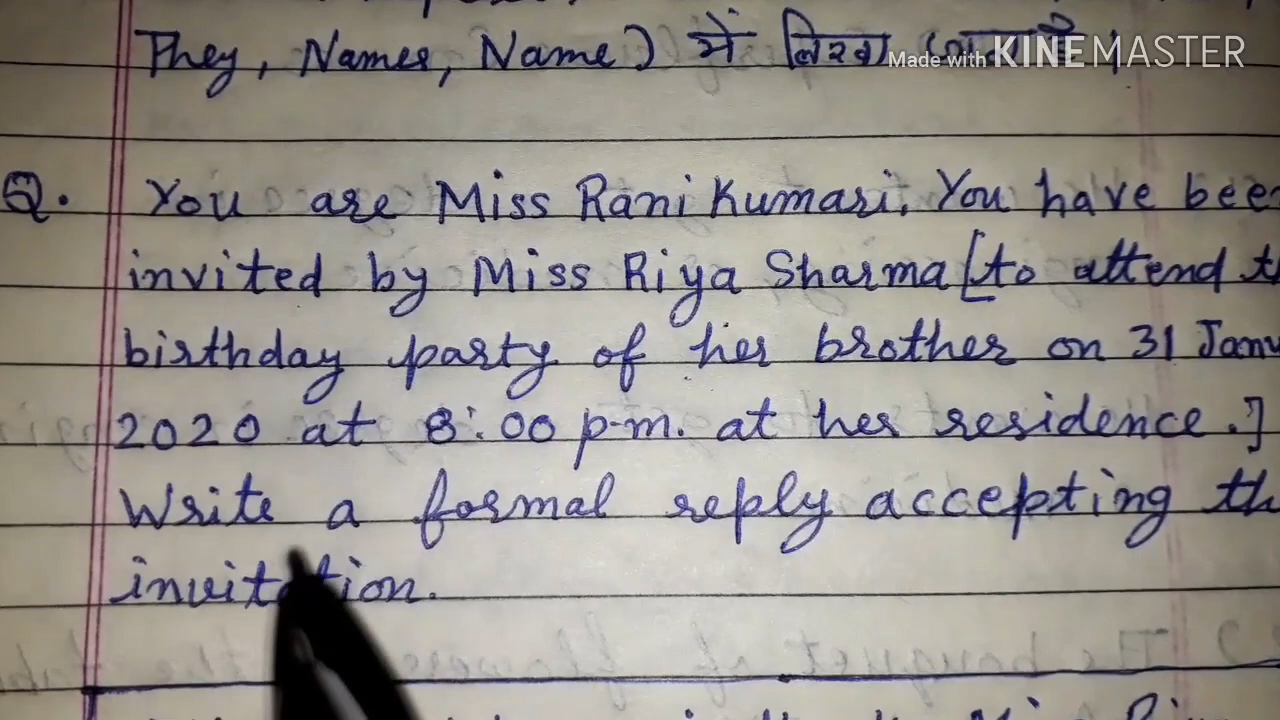 They, Names, Name) में लिखा जाता है,
Made with KINEMASTER
Q. You are Miss Rani Kumari. You have bee
invited by Miss Riya Sharma [to attend t
birthday party of her brother on 31 Janu
2020 at 8:00 p.m. at her residence.]
Write a formal reply accepting th
invitation.